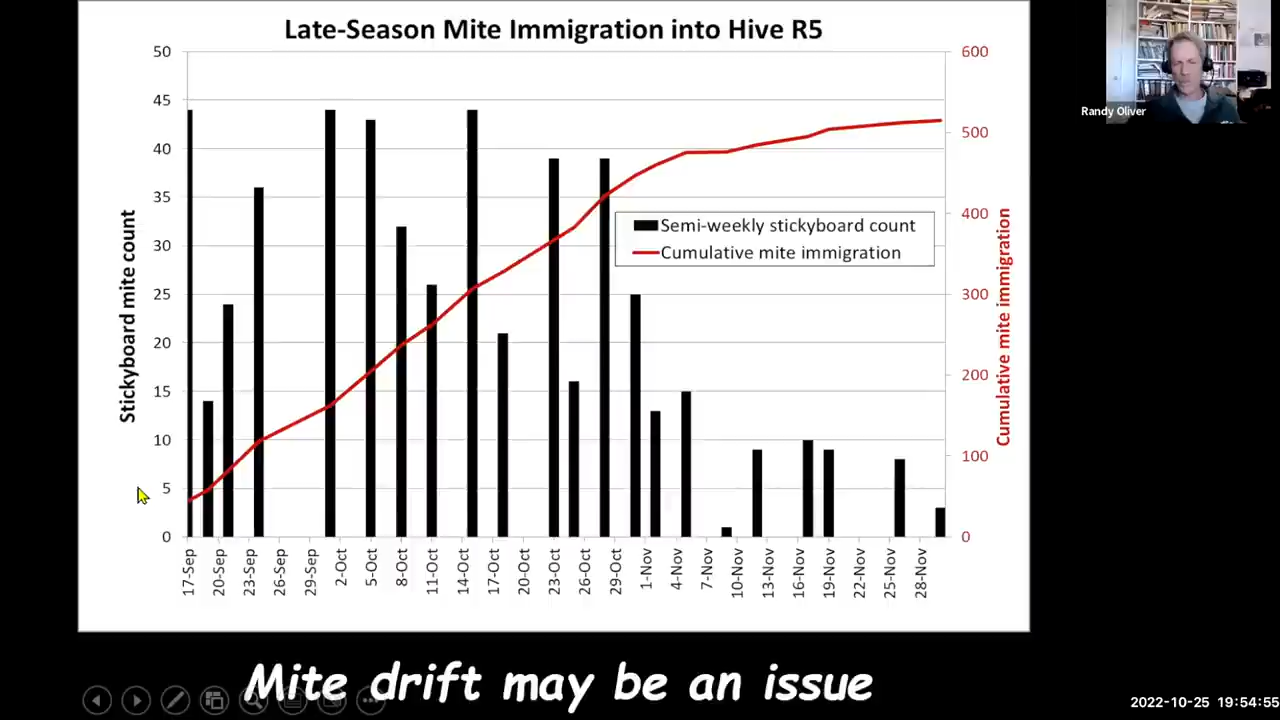 Late-Season Mite Immigration into Hive R5
50
45
40
35
30
25
20
15
10
5
0
Stickyboard mite count
600
500
400
300
200
100
0
Cumulative mite immigration
Semi-weekly stickyboard count
Cumulative mite immigration
17-Sep
20-Sep
23-Sep
26-Sep
29-Sep
2-Oct
5-Oct
8-Oct
11-Oct
14-Oct
17-Oct
20-Oct
23-Oct
26-Oct
29-Oct
1-Nov
4-Nov
7-Nov
10-Nov
13-Nov
16-Nov
19-Nov
22-Nov
25-Nov
28-Nov
Randy Oliver
Mite drift may be an issue
2022-10-25 19:54:55